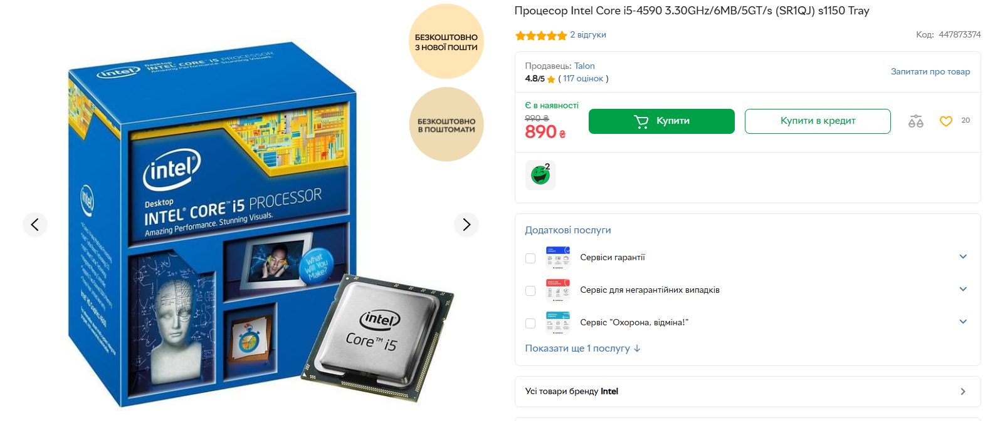 Процесор Intel Core i5-4590 3.30GHz/6MB/5GT/s (SR1QJ) s1150 Tray
2 відгуки
Код: 447873374
БЕЗКОШТОВНО
З НОВОЇ ПОШТИ
БЕЗКОШТОВНО
В ПОШТОМАТИ
intel
Desktop
INTEL® CORE™ i5 PROCESSOR
Amazing Performance. Stunning Visuals.
intel®
Desktop
INTEL® CORE™ i5 PROCESSOR
Amazing Performance. Stunning Visuals.
intel
What
Will You
Make?
intel
Core™ i5
Продавець: Talon
4.8/5 ( 117 оцінок )
Запитати про товар
Є в наявності
990 ₴
890 ₴
Купити
Купити в кредит
20
2
Додаткові послуги
Сервіси гарантії
Сервіс для негарантійних випадків
Сервіс "Охорона, відміна!"
Показати ще 1 послугу ↓
Усі товари бренду Intel